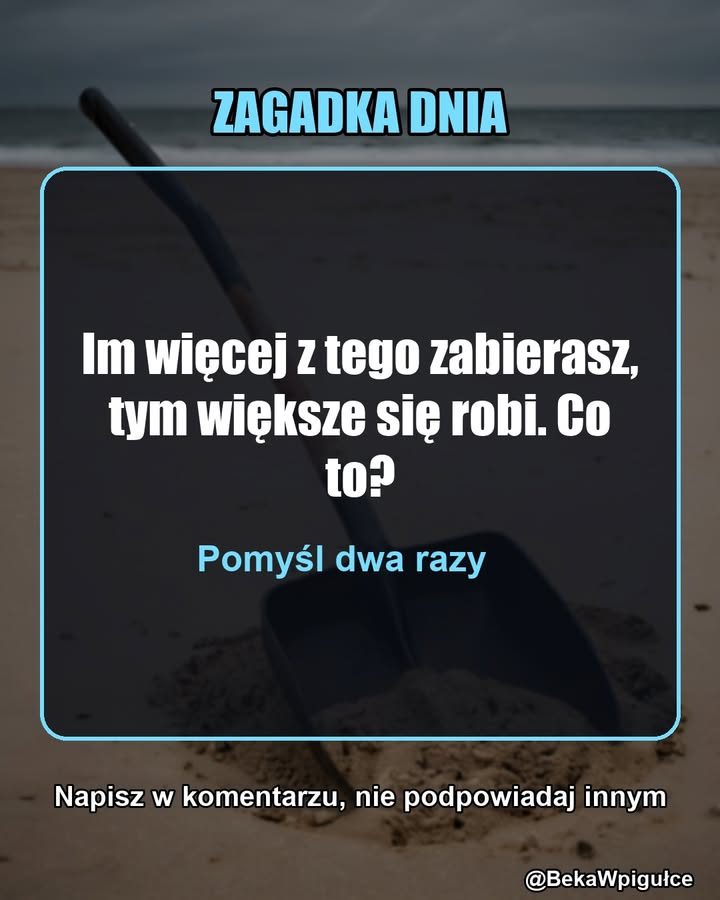 ZAGADKA DNIA
Im więcej z tego zabierasz,
tym większe się robi. Co
to?
Pomyśl dwa razy
Napisz w komentarzu, nie podpowiadaj innym
@BekaWpigułce